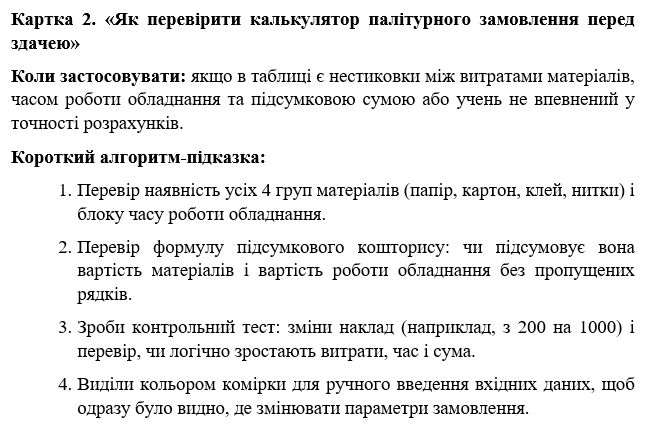 Картка 2. «Як перевірити калькулятор палітурного замовлення перед
здачею»
Коли застосовувати: якщо в таблиці є нестиковки між витратами матеріалів,
часом роботи обладнання та підсумковою сумою або учень не впевнений у
точності розрахунків.
Короткий алгоритм-підказка:
1. Перевір наявність усіх 4 груп матеріалів (папір, картон, клей, нитки) і
блоку часу роботи обладнання.
2. Перевір формулу підсумкового кошторису: чи підсумовує вона
вартість матеріалів і вартість роботи обладнання без пропущених
рядків.
3. Зроби контрольний тест: зміни наклад (наприклад, з 200 на 1000) і
перевір, чи логічно зростають витрати, час і сума.
4. Виділи кольором комірки для ручного введення вхідних даних, щоб
одразу було видно, де змінювати параметри замовлення.